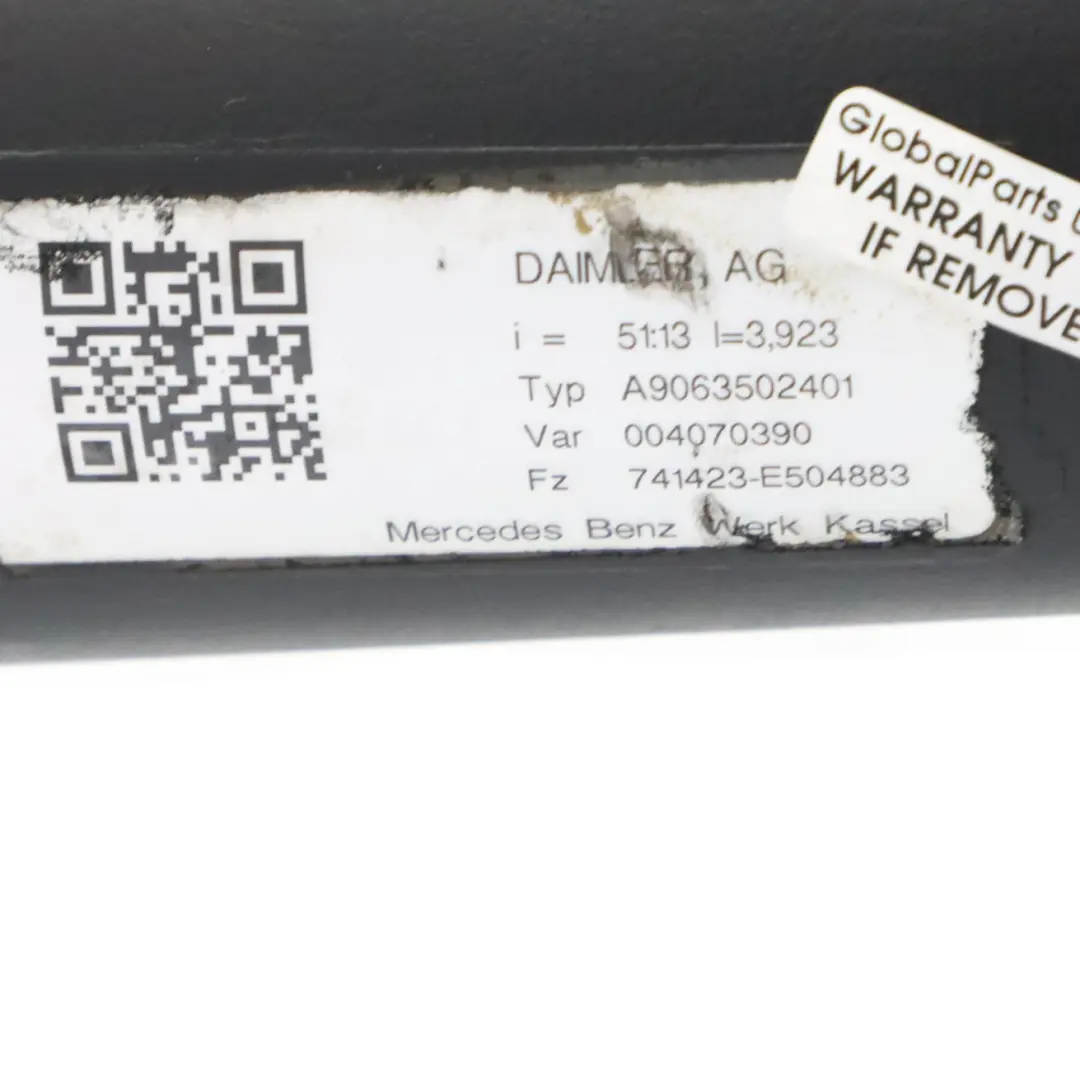 GlobalParts
WARRANTY
IF REMOVE
DAIMLER, AG
i = 51:13 I=3,923
Typ A9063502401
Var 004070390
Fz 741423-E504883
Mercedes Benz Werk Kassel